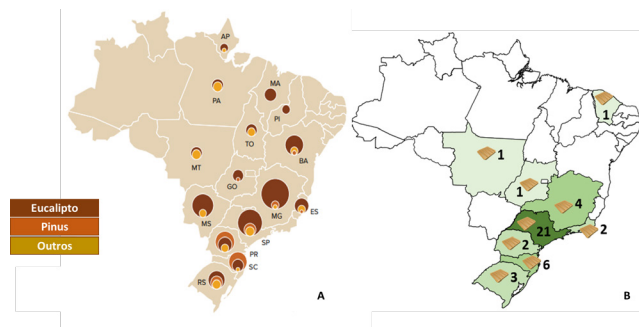 AP
PA
MA
PI
TO
BA
MT
GO
MG
ES
MS
SP
PR
SC
RS
Eucalipto
Pinus
Outros
A
1
1
1
4
21
2
2
6
3
B